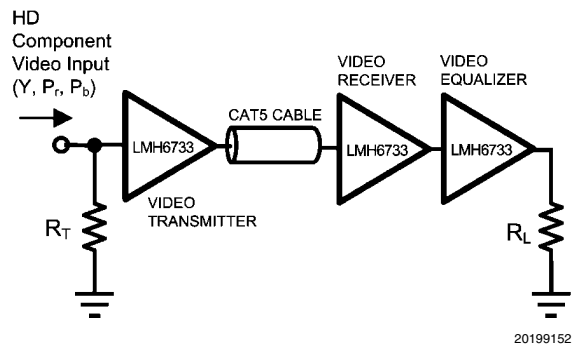 HD
Component
Video Input
(Y, Pr, Pb)
VIDEO
RECEIVER
VIDEO
EQUALIZER
CAT5 CABLE
LMH6733
LMH6733
LMH6733
VIDEO
TRANSMITTER
RT
RL
20199152